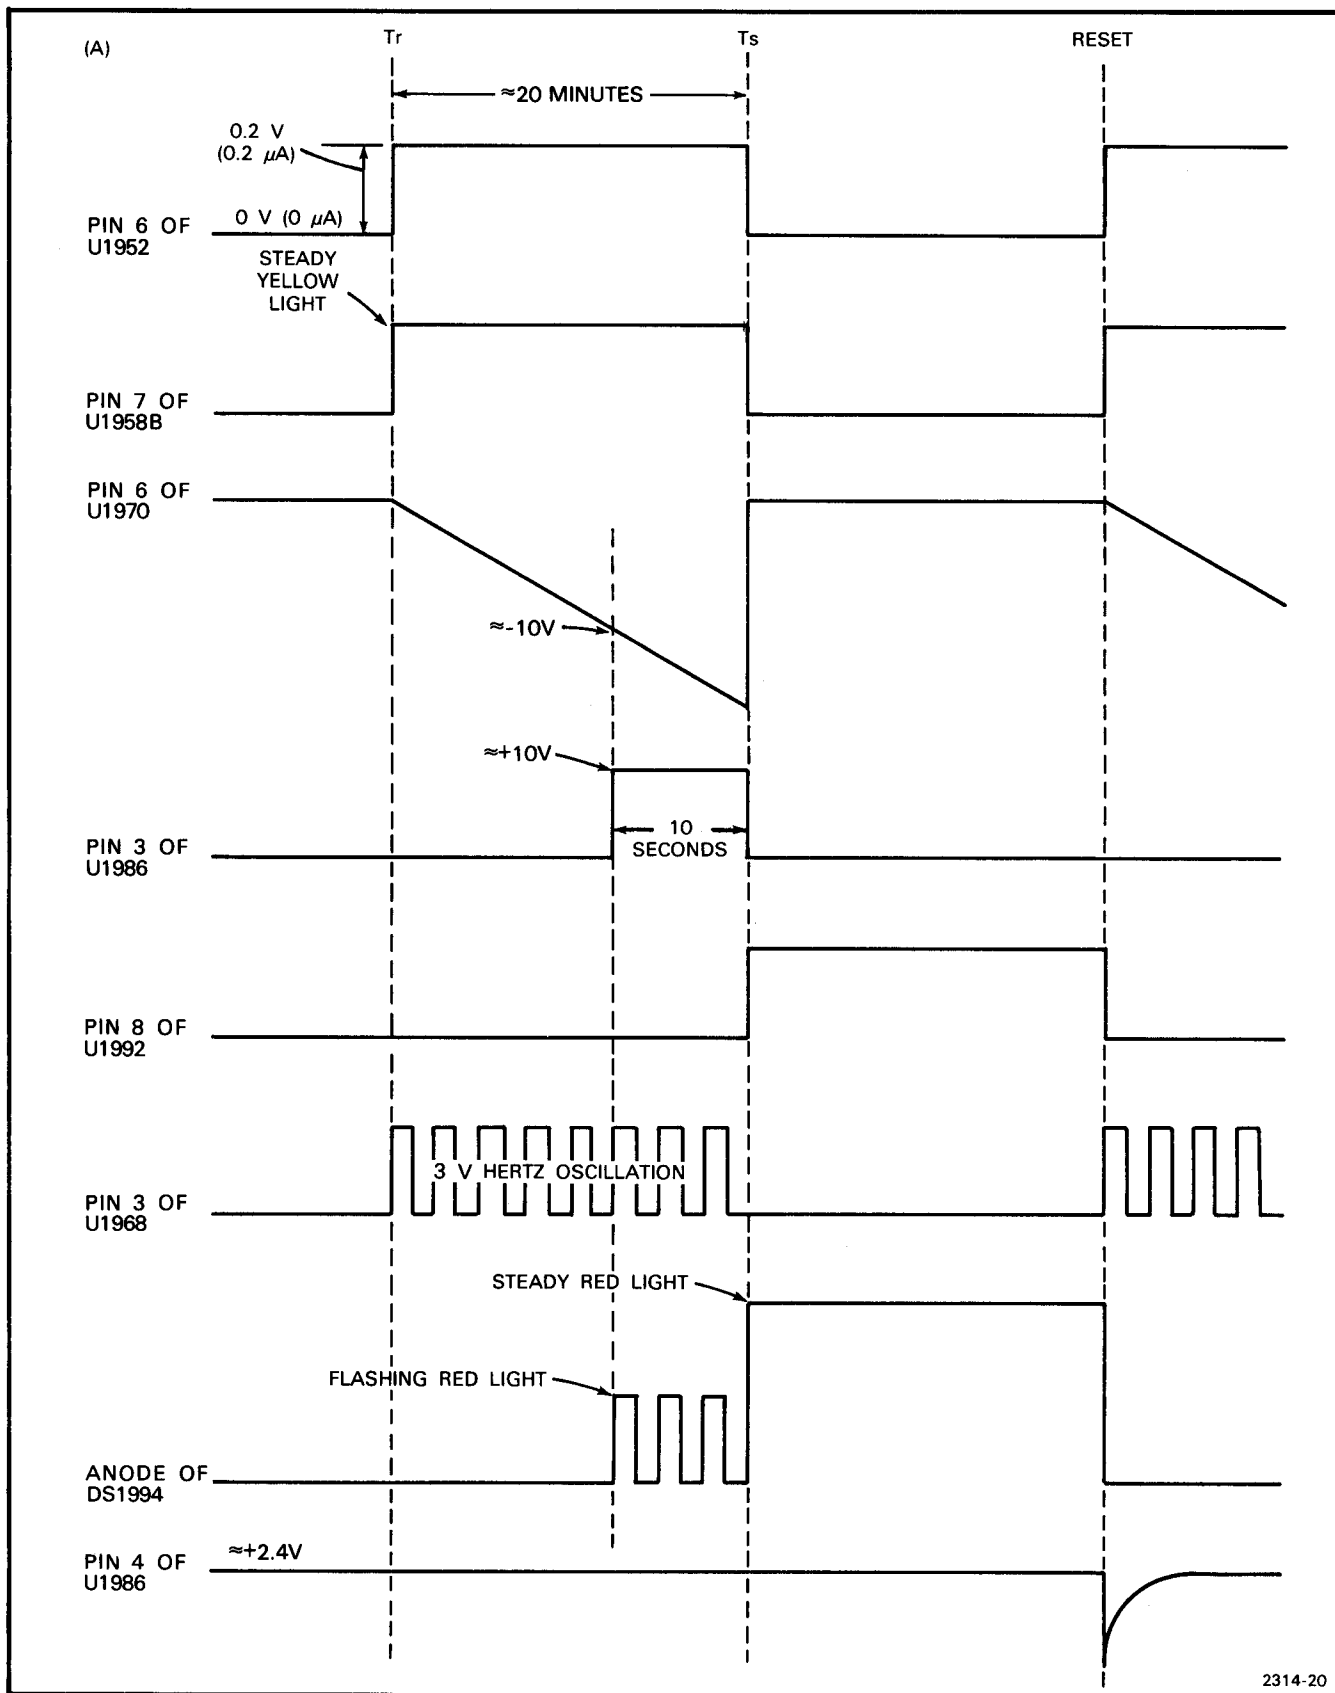 (A)
Tr
Ts
RESET
≈20 MINUTES
0.2 V
(0.2 μA)
0 V (0 μA)
PIN 6 OF
U1952
STEADY
YELLOW
LIGHT
PIN 7 OF
U1958B
PIN 6 OF
U1970
≈-10V
≈+10V
10
SECONDS
PIN 3 OF
U1986
PIN 8 OF
U1992
3 V HERTZ OSCILLATION
PIN 3 OF
U1968
STEADY RED LIGHT
FLASHING RED LIGHT
ANODE OF
DS1994
≈+2.4V
PIN 4 OF
U1986
2314-20